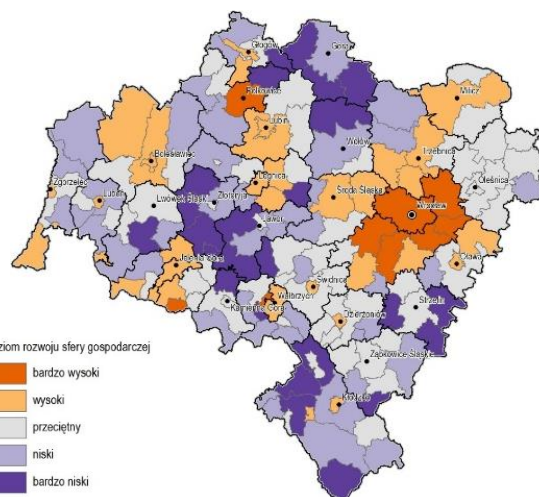 Głogów
Góra
Polkowice
Milicz
Lubin
Wołów
Trzebnica
Bolesławiec
Oleśnica
Zgorzelec
Legnica
Lubań
Środa Śląska
Lwówek Śląski
Złotoryja
Wrocław
Jawor
Jelenia Góra
Oława
Świdnica
Kamienna Góra
Wałbrzych
Strzelin
Dzierżoniów
Ząbkowice Śląskie
Kłodzko
ziom rozwoju sfery gospodarczej
bardzo wysoki
wysoki
przeciętny
niski
bardzo niski